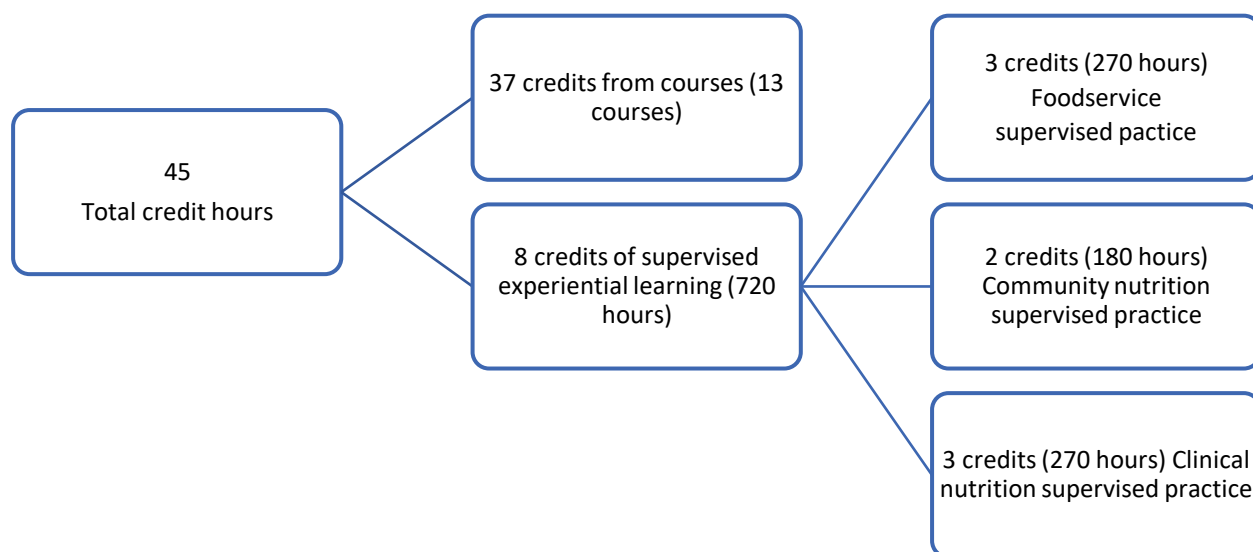 45
Total credit hours
37 credits from courses (13
courses)
8 credits of supervised
experiential learning (720
hours)
3 credits (270 hours)
Foodservice
supervised pactice
2 credits (180 hours)
Community nutrition
supervised practice
3 credits (270 hours) Clinical
nutrition supervised practice